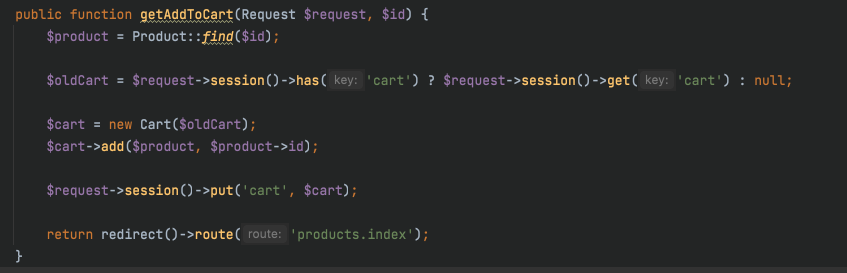 public function getAddToCart(Request $request, $id) {
$product = Product::find($id);
$oldCart = $request->session()->has( key: 'cart') ? $request->session()->get( key: 'cart') : null;
$cart = new Cart($oldCart);
$cart->add($product, $product->id);
$request->session()->put('cart', $cart);
return redirect()->route( route: 'products.index');
}